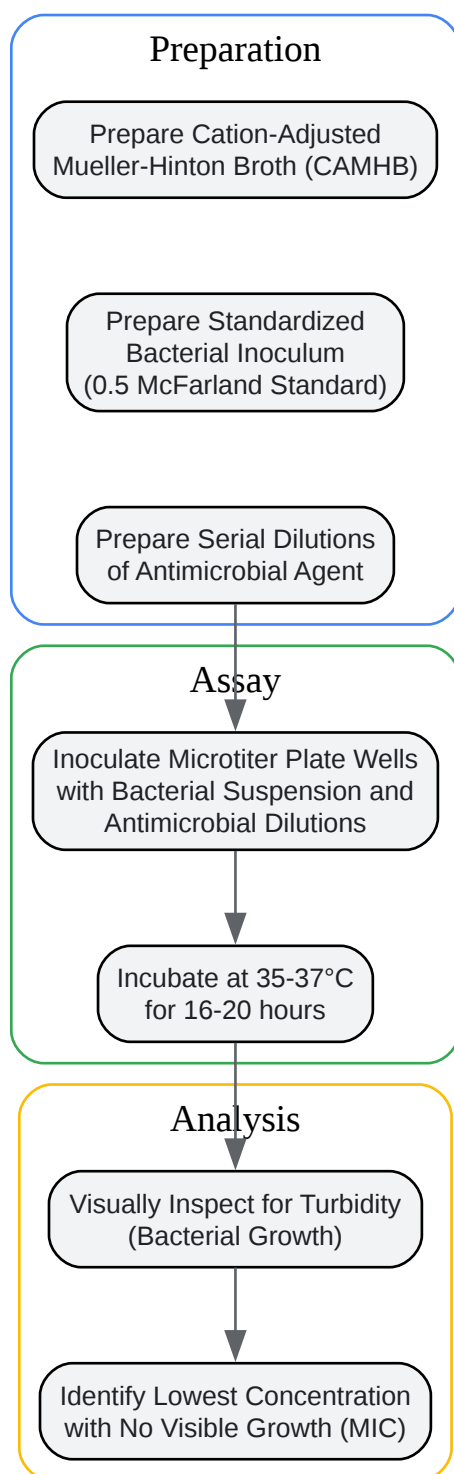 Preparation
Prepare Cation-Adjusted
Mueller-Hinton Broth (CAMHB)
Prepare Standardized
Bacterial Inoculum
(0.5 McFarland Standard)
Prepare Serial Dilutions
of Antimicrobial Agent
Assay
Inoculate Microtiter Plate Wells
with Bacterial Suspension and
Antimicrobial Dilutions
Incubate at 35-37°C
for 16-20 hours
Analysis
Visually Inspect for Turbidity
(Bacterial Growth)
Identify Lowest Concentration
with No Visible Growth (MIC)